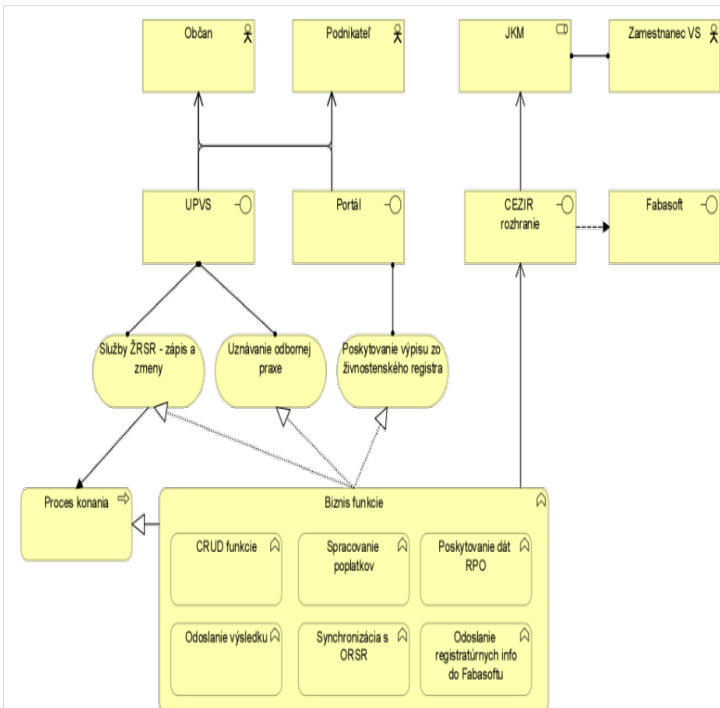 Občan
Podnikateľ
JKM
Zamestnanec VS
UPVS
Portál
CEZIR
rozhranie
Fabasoft
Služby ŽRSR - zápis a
zmeny
Uznávanie odbornej
praxe
Poskytovanie výpisu zo
živnostenského registra
Proces konania
Biznis funkcie
CRUD funkcie
Spracovanie
poplatkov
Poskytovanie dát
RPO
Odoslanie výsledku
Synchronizácia s
ORSR
Odoslanie
registratúrnych info
do Fabasoftu